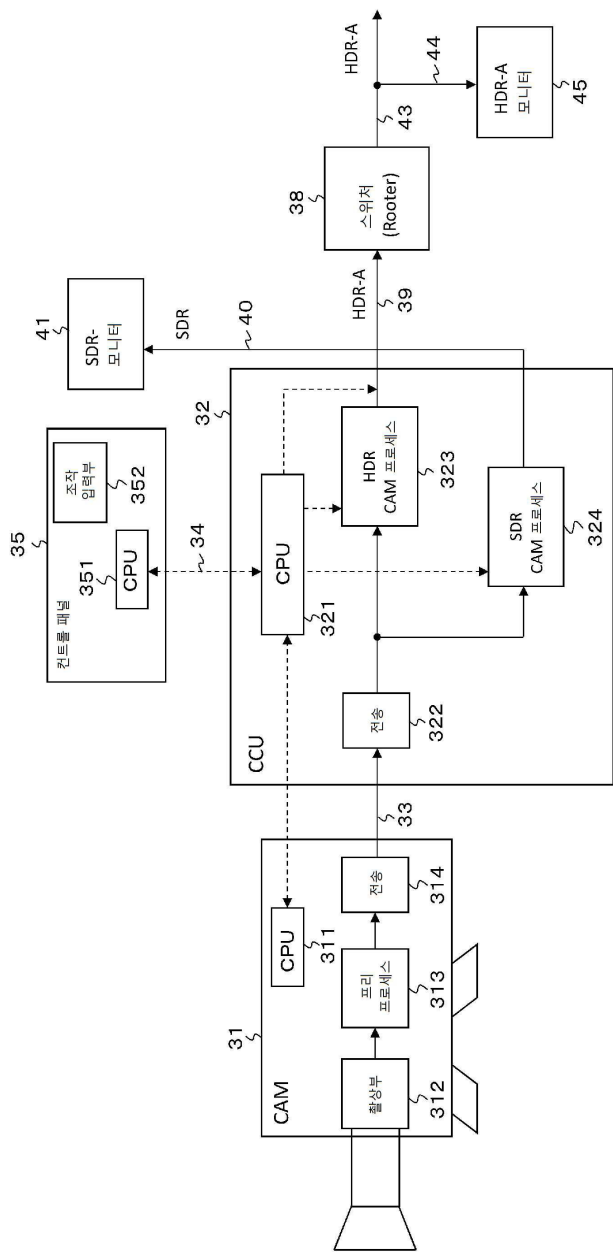 CAM
31
CPU
311
촬상부
312
프리
프로세스
313
전송
314
33
컨트롤 패널
35
CPU
351
조작
입력부
352
34
CCU
32
CPU
321
전송
322
HDR
CAM 프로세스
323
SDR
CAM 프로세스
324
41
SDR-
모니터
SDR
40
HDR-A
39
38
스위처
(Rooter)
43
HDR-A
44
HDR-A
모니터
45